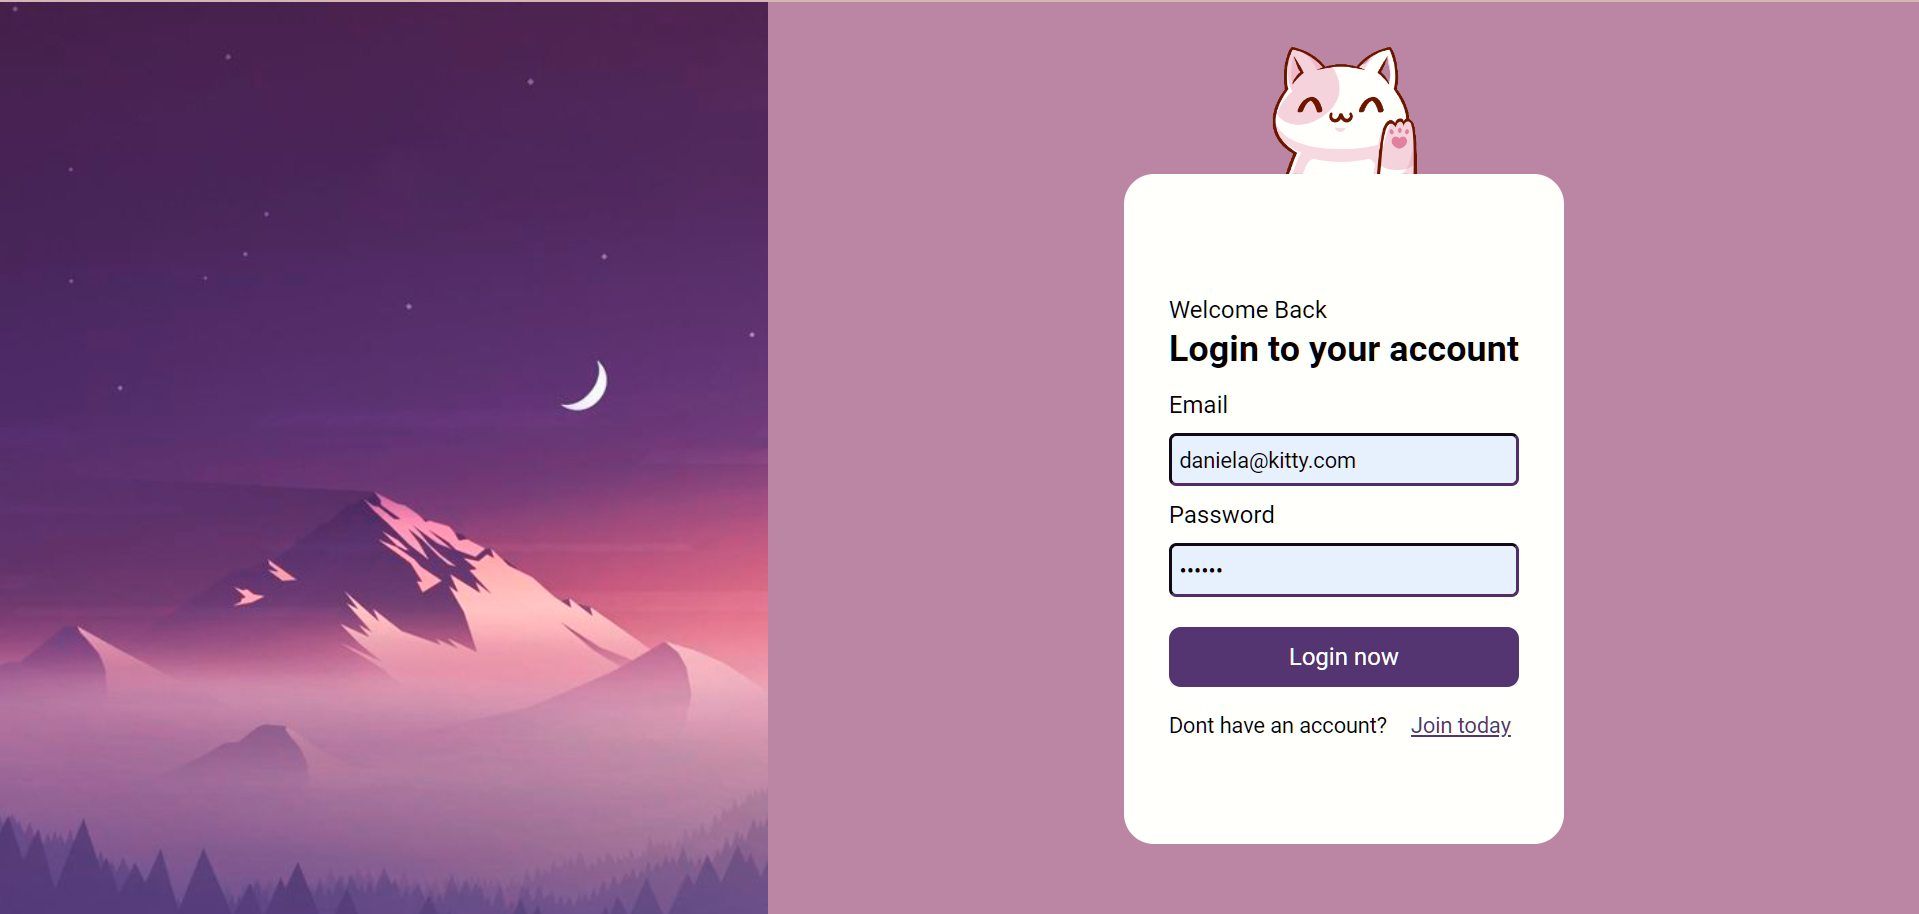 Welcome Back
Login to your account
Email
daniela@kitty.com
Password
••••••
Login now
Dont have an account? Join today